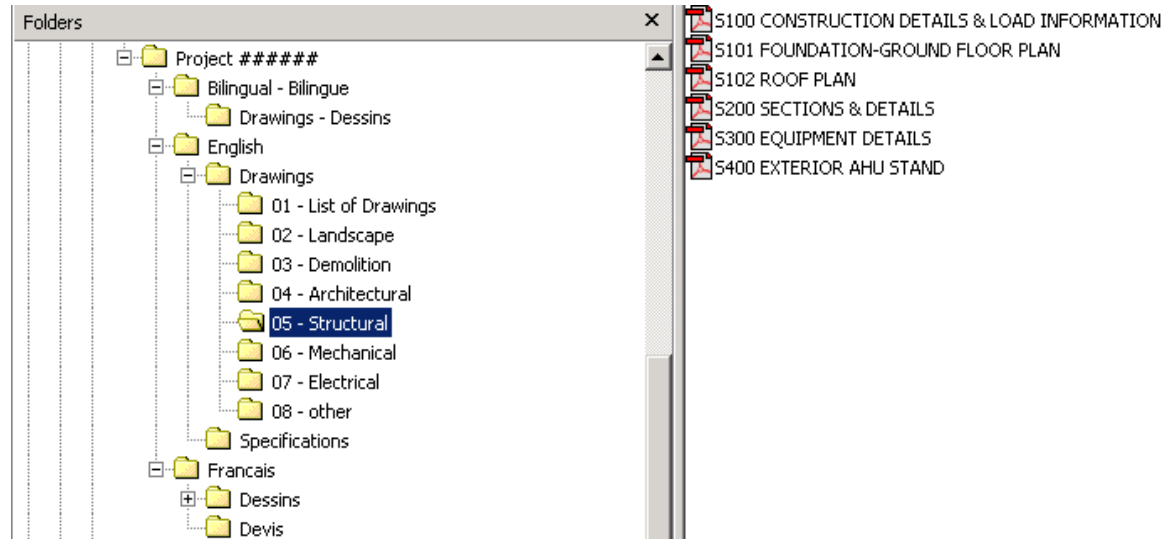 Folders
Project ######
Bilingual - Bilingue
Drawings - Dessins
English
Drawings
01 - List of Drawings
02 - Landscape
03 - Demolition
04 - Architectural
05 - Structural
06 - Mechanical
07 - Electrical
08 - other
Specifications
Francais
Dessins
Devis
S100 CONSTRUCTION DETAILS & LOAD INFORMATION
S101 FOUNDATION-GROUND FLOOR PLAN
S102 ROOF PLAN
S200 SECTIONS & DETAILS
S300 EQUIPMENT DETAILS
S400 EXTERIOR AHU STAND